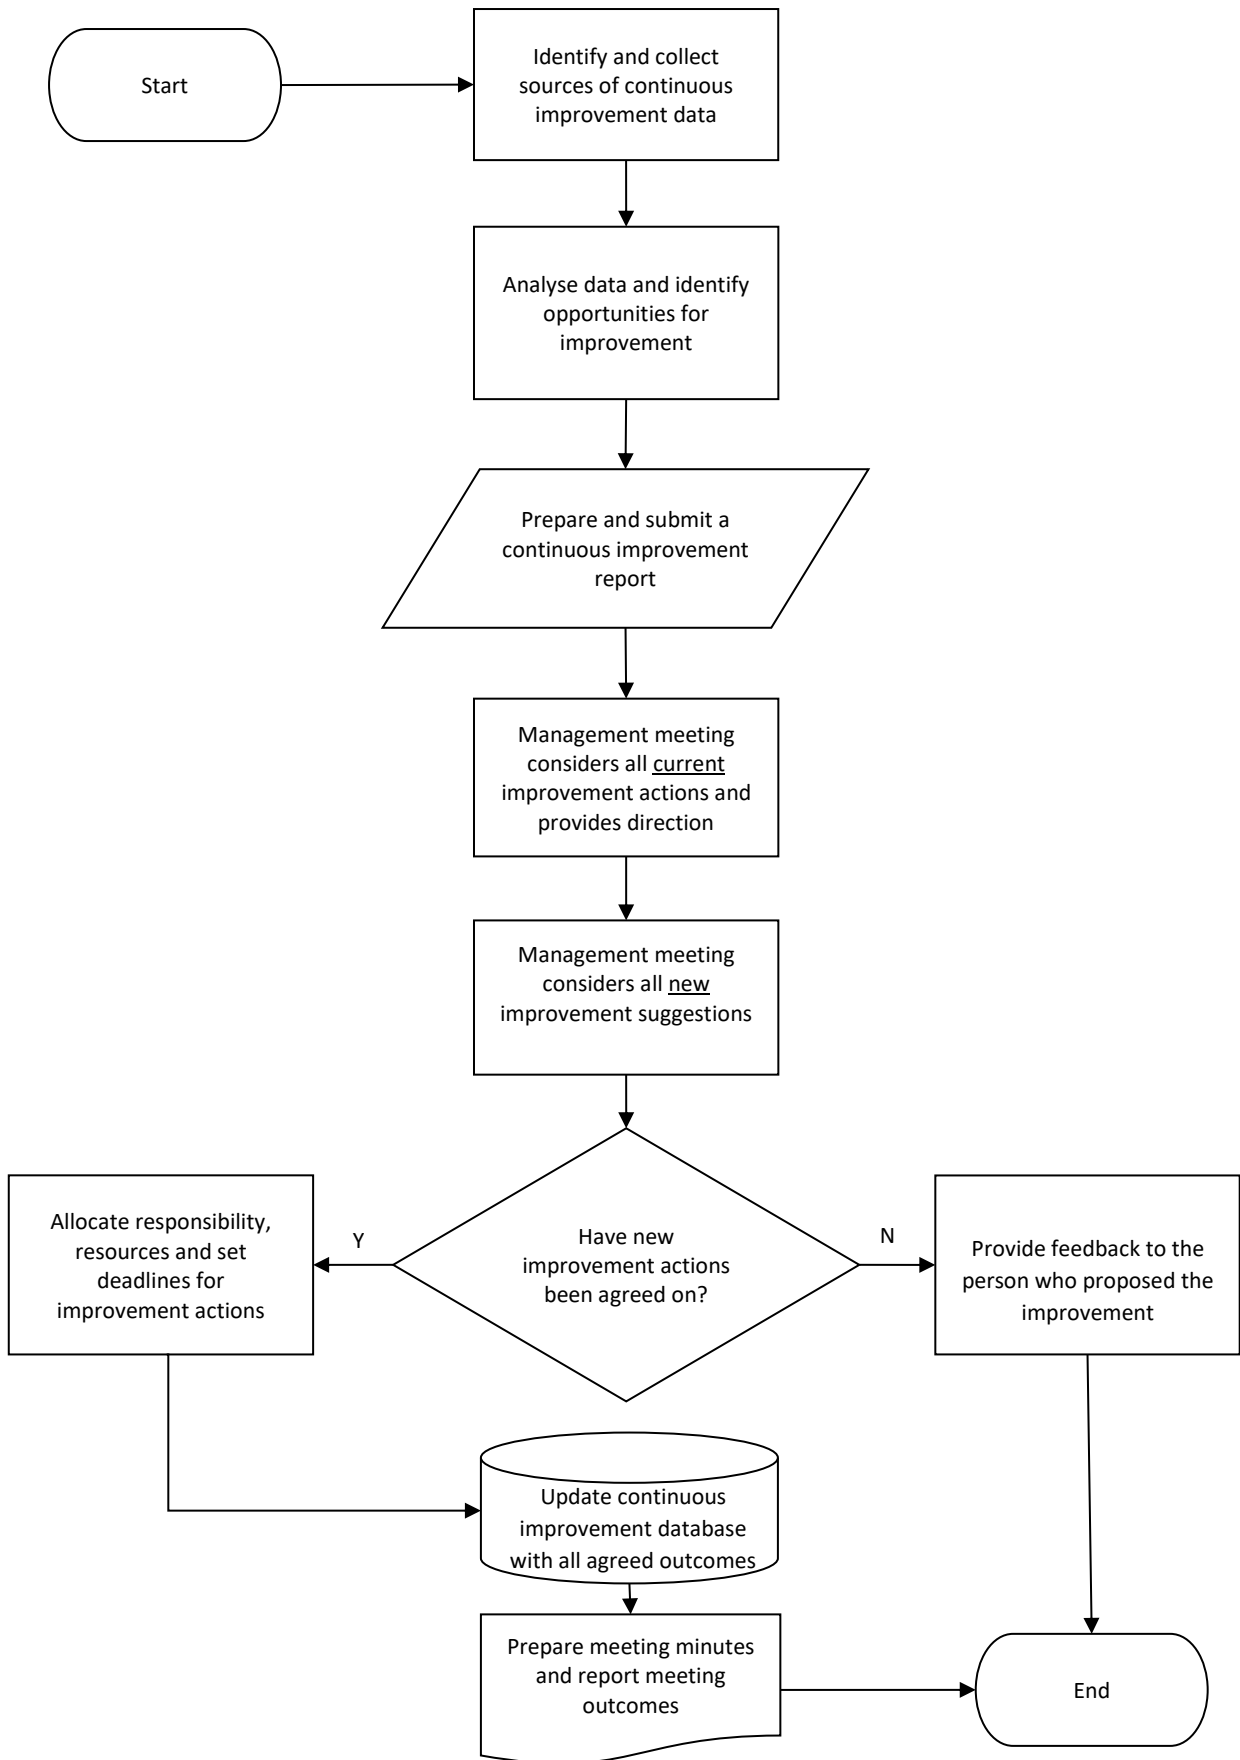 Start
Identify and collect
sources of continuous
improvement data
Analyse data and identify
opportunities for
improvement
Prepare and submit a
continuous improvement
report
Management meeting
considers all current
improvement actions and
provides direction
Management meeting
considers all new
improvement suggestions
Have new
improvement actions
been agreed on?
Y
Allocate responsibility,
resources and set
deadlines for
improvement actions
N
Provide feedback to the
person who proposed the
improvement
Update continuous
improvement database
with all agreed outcomes
Prepare meeting minutes
and report meeting
outcomes
End